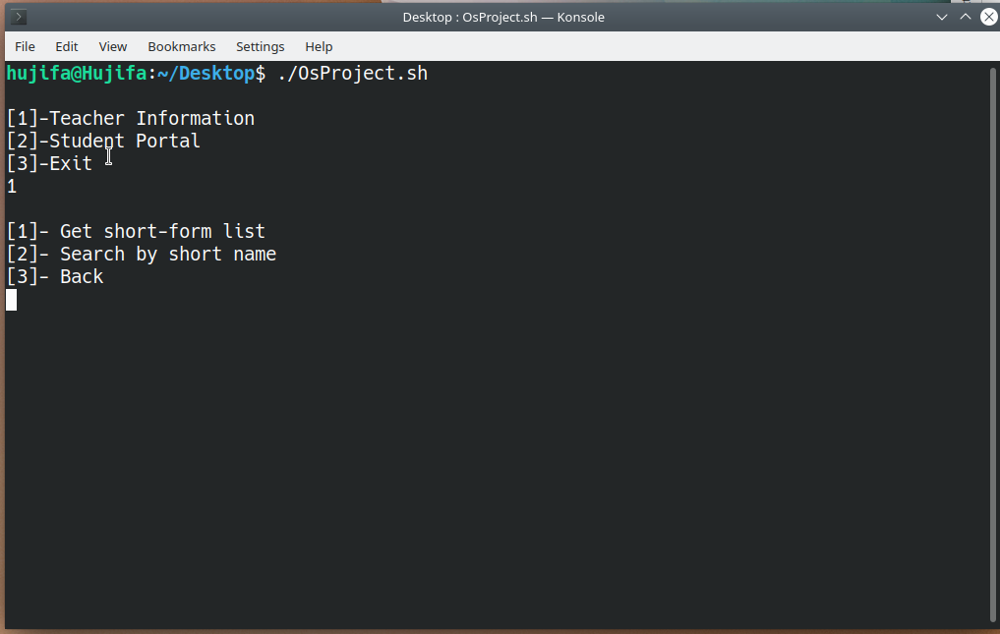 Desktop : OsProject.sh — Konsole
File Edit View Bookmarks Settings Help
hujifa@Hujifa:~/Desktop$ ./OsProject.sh
[1]-Teacher Information
[2]-Student Portal
[3]-Exit
1
[1]- Get short-form list
[2]- Search by short name
[3]- Back